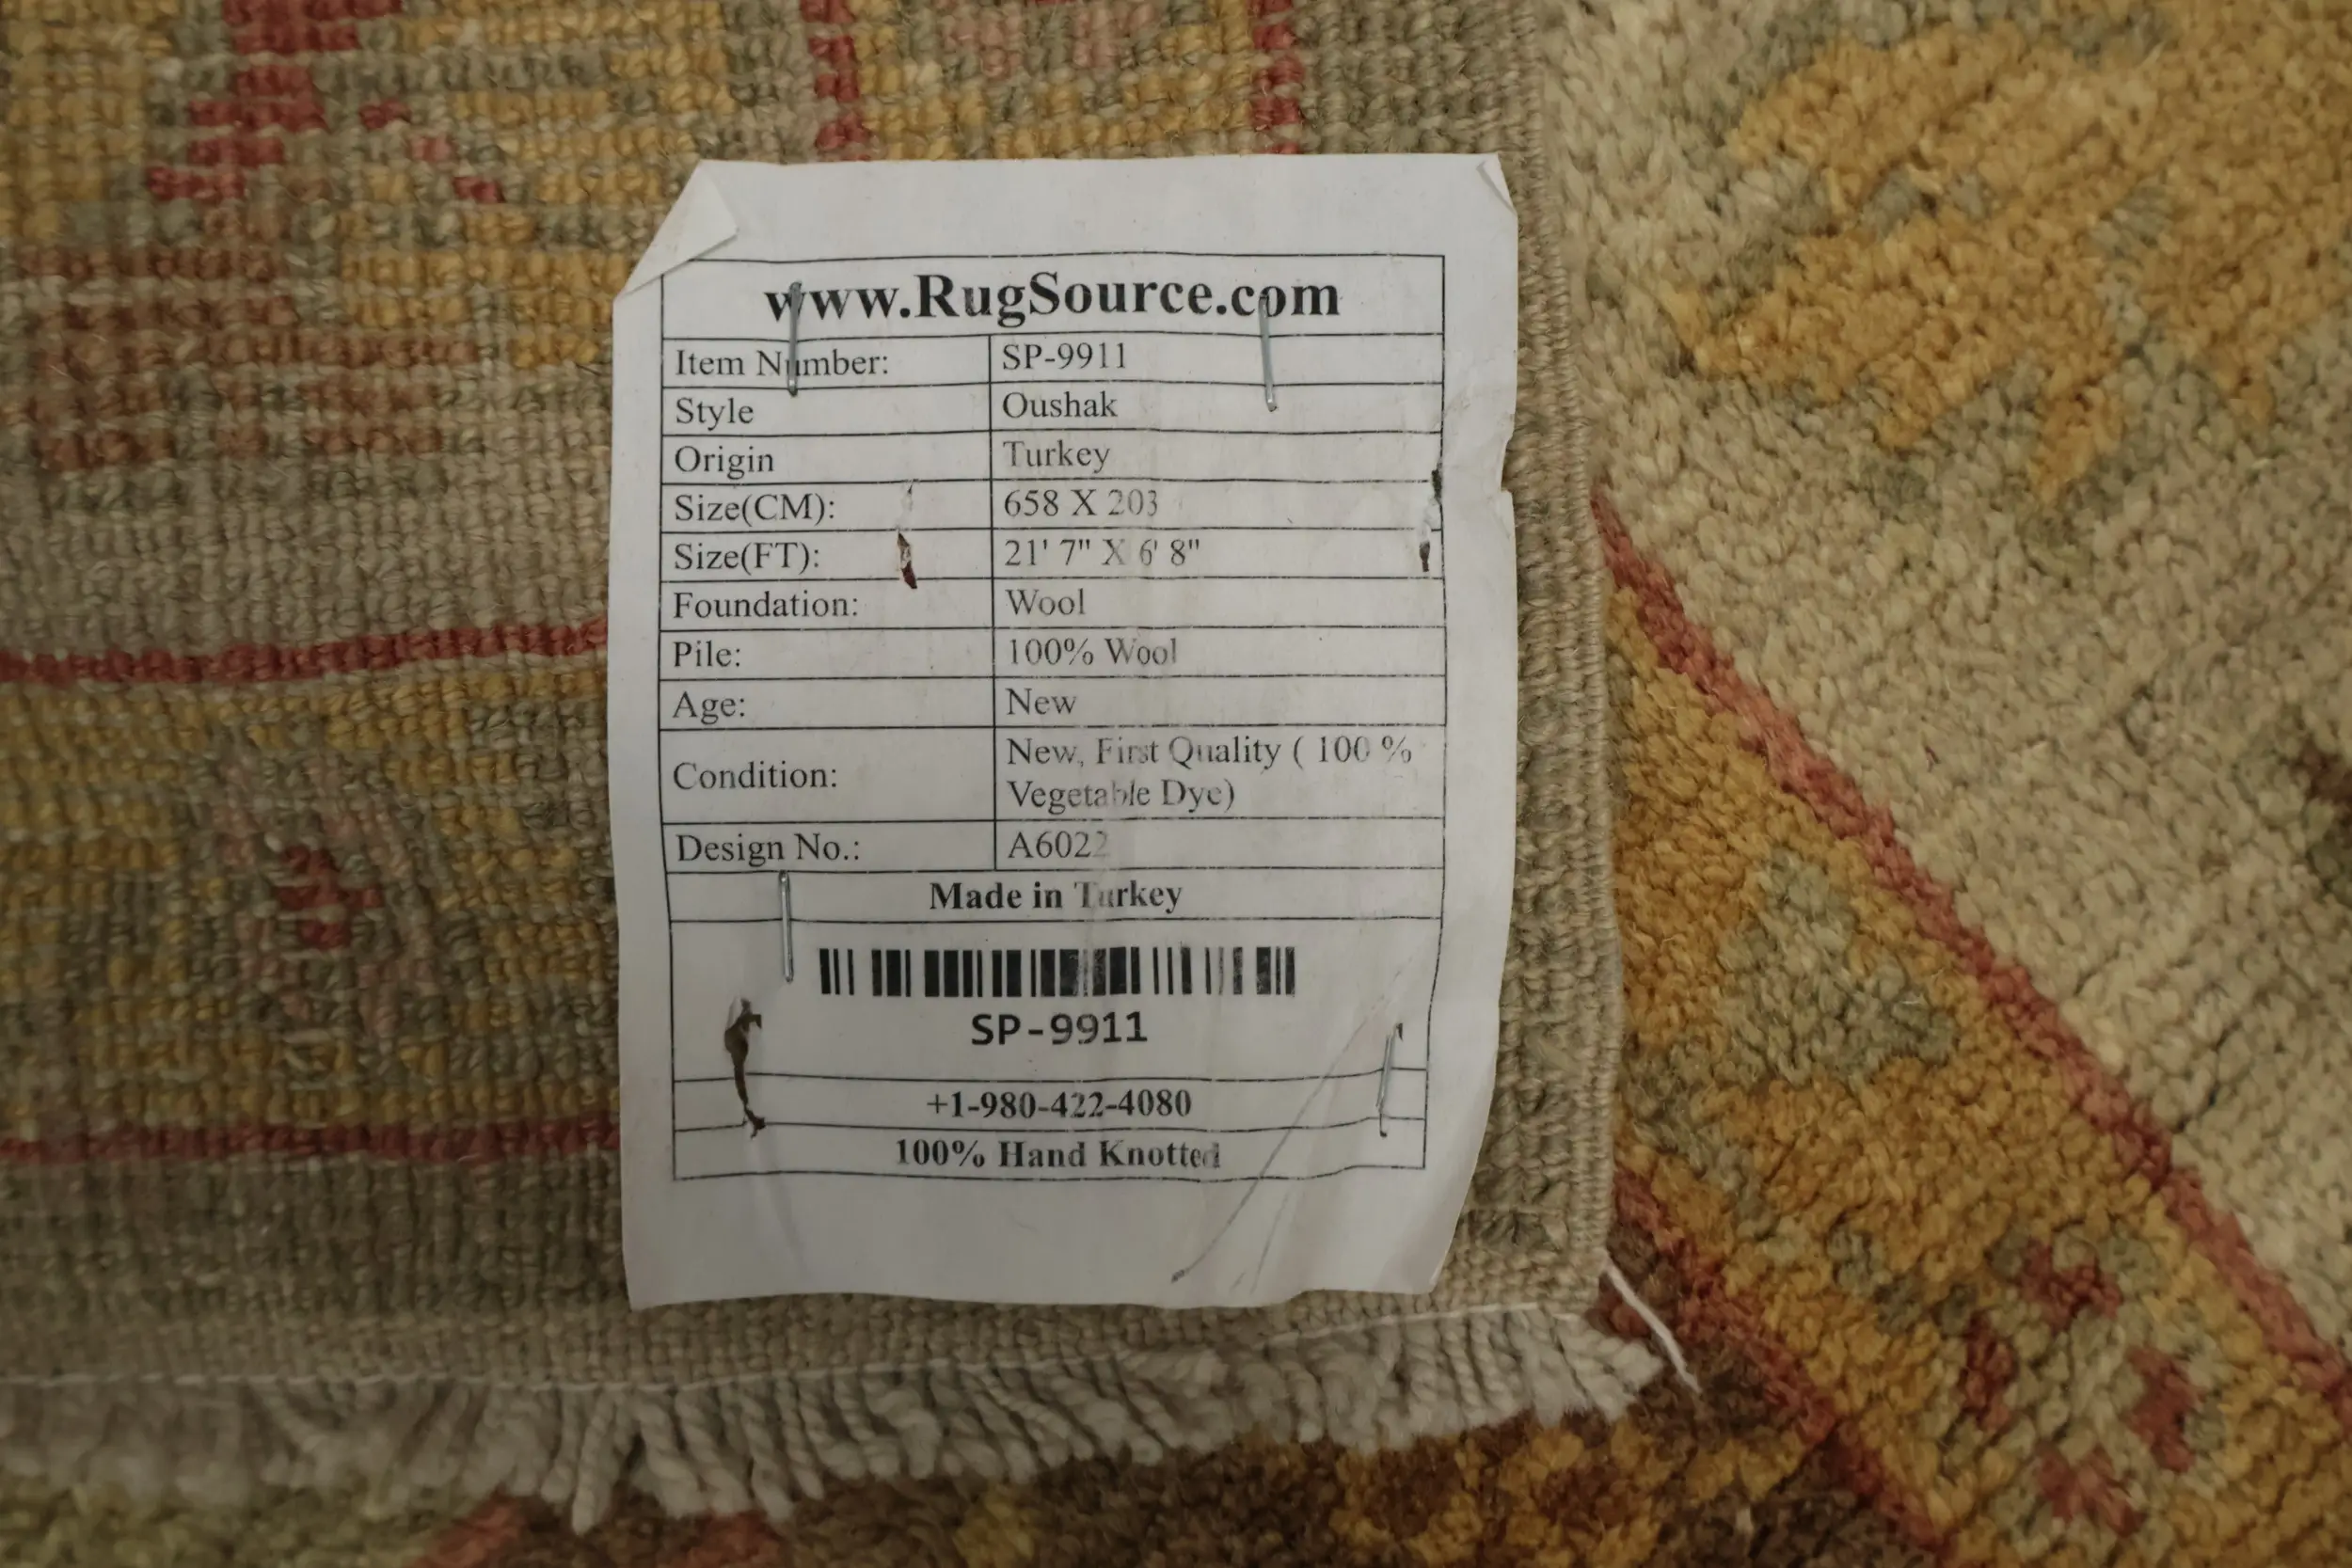 www.RugSource.com
Item Number: SP-9911
Style Oushak
Origin Turkey
Size(CM): 658 X 203
Size(FT): 21' 7" X 6' 8"
Foundation: Wool
Pile: 100% Wool
Age: New
Condition: New, First Quality ( 100 %
Vegetable Dye)
Design No.: A6022
Made in Turkey
SP-9911
+1-980-422-4080
100% Hand Knotted